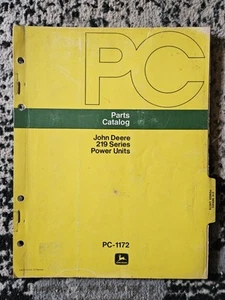 PC
Parts
Catalog
John Deere
219 Series
Power Units
PC-1172